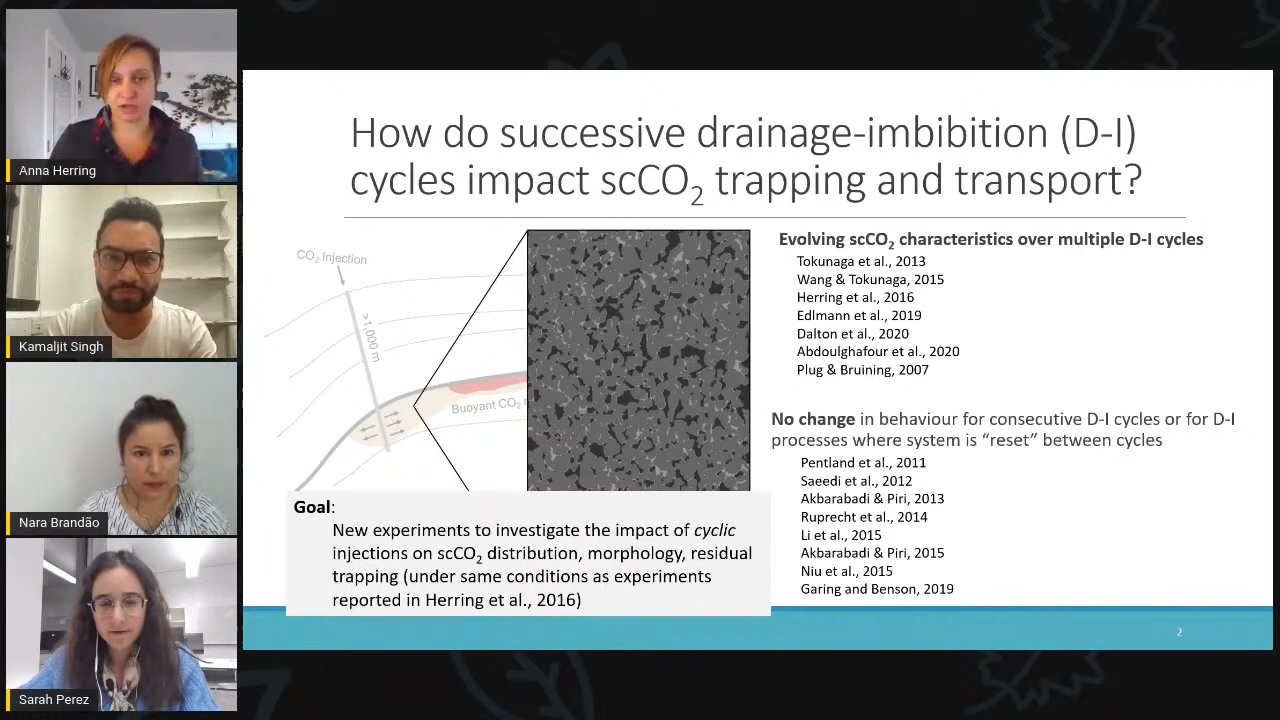 Anna Herring
Kamaljit Singh
Nara Brandão
Sarah Perez
How do successive drainage-imbibition (D-I)
cycles impact scCO₂ trapping and transport?
CO₂ Injection
>1,000 m
Buoyant CO₂
Goal:
New experiments to investigate the impact of cyclic
injections on scCO₂ distribution, morphology, residual
trapping (under same conditions as experiments
reported in Herring et al., 2016)
Evolving scCO₂ characteristics over multiple D-I cycles
Tokunaga et al., 2013
Wang & Tokunaga, 2015
Herring et al., 2016
Edlmann et al., 2019
Dalton et al., 2020
Abdoulghafour et al., 2020
Plug & Bruining, 2007
No change in behaviour for consecutive D-I cycles or for D-I
processes where system is “reset” between cycles
Pentland et al., 2011
Saeedi et al., 2012
Akbarabadi & Piri, 2013
Ruprecht et al., 2014
Li et al., 2015
Akbarabadi & Piri, 2015
Niu et al., 2015
Garing and Benson, 2019
2